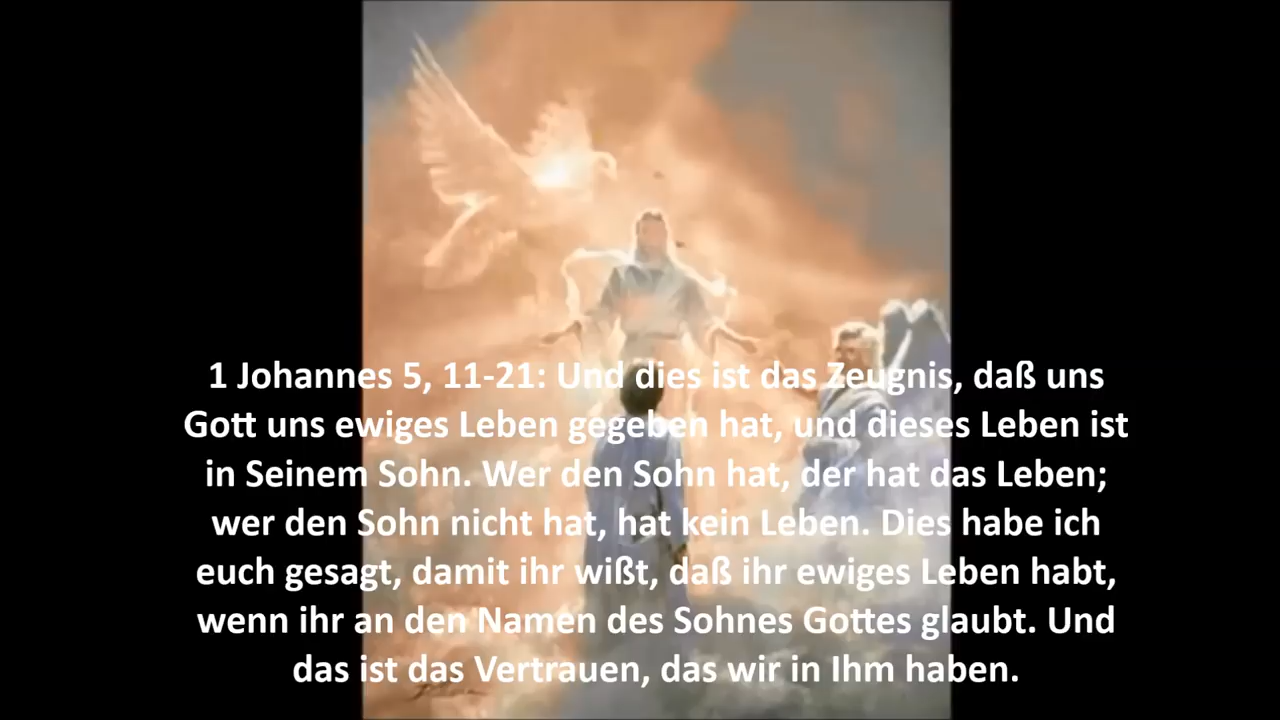 1 Johannes 5, 11-21: Und dies ist das Zeugnis, daß uns
Gott uns ewiges Leben gegeben hat, und dieses Leben ist
in Seinem Sohn. Wer den Sohn hat, der hat das Leben;
wer den Sohn nicht hat, hat kein Leben. Dies habe ich
euch gesagt, damit ihr wißt, daß ihr ewiges Leben habt,
wenn ihr an den Namen des Sohnes Gottes glaubt. Und
das ist das Vertrauen, das wir in Ihm haben.